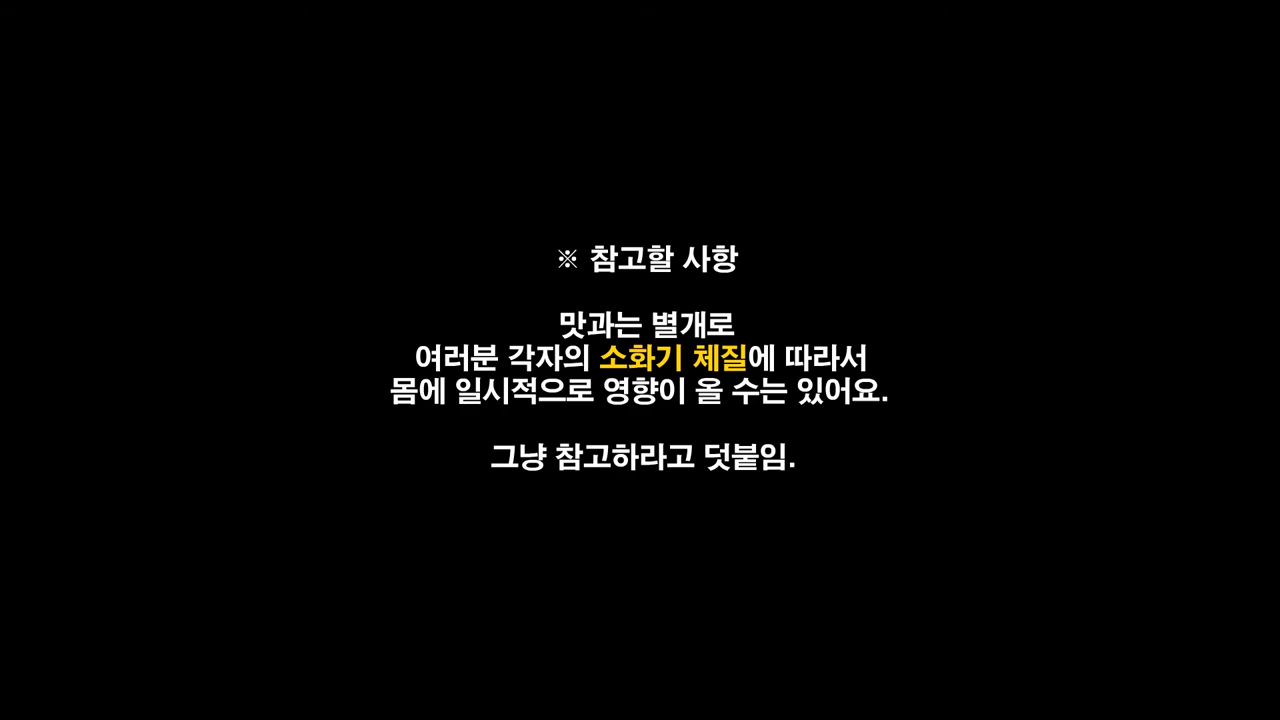 ※ 참고할 사항
맛과는 별개로
여러분 각자의 소화기 체질에 따라서
몸에 일시적으로 영향이 올 수는 있어요.
그냥 참고하라고 덧붙임.